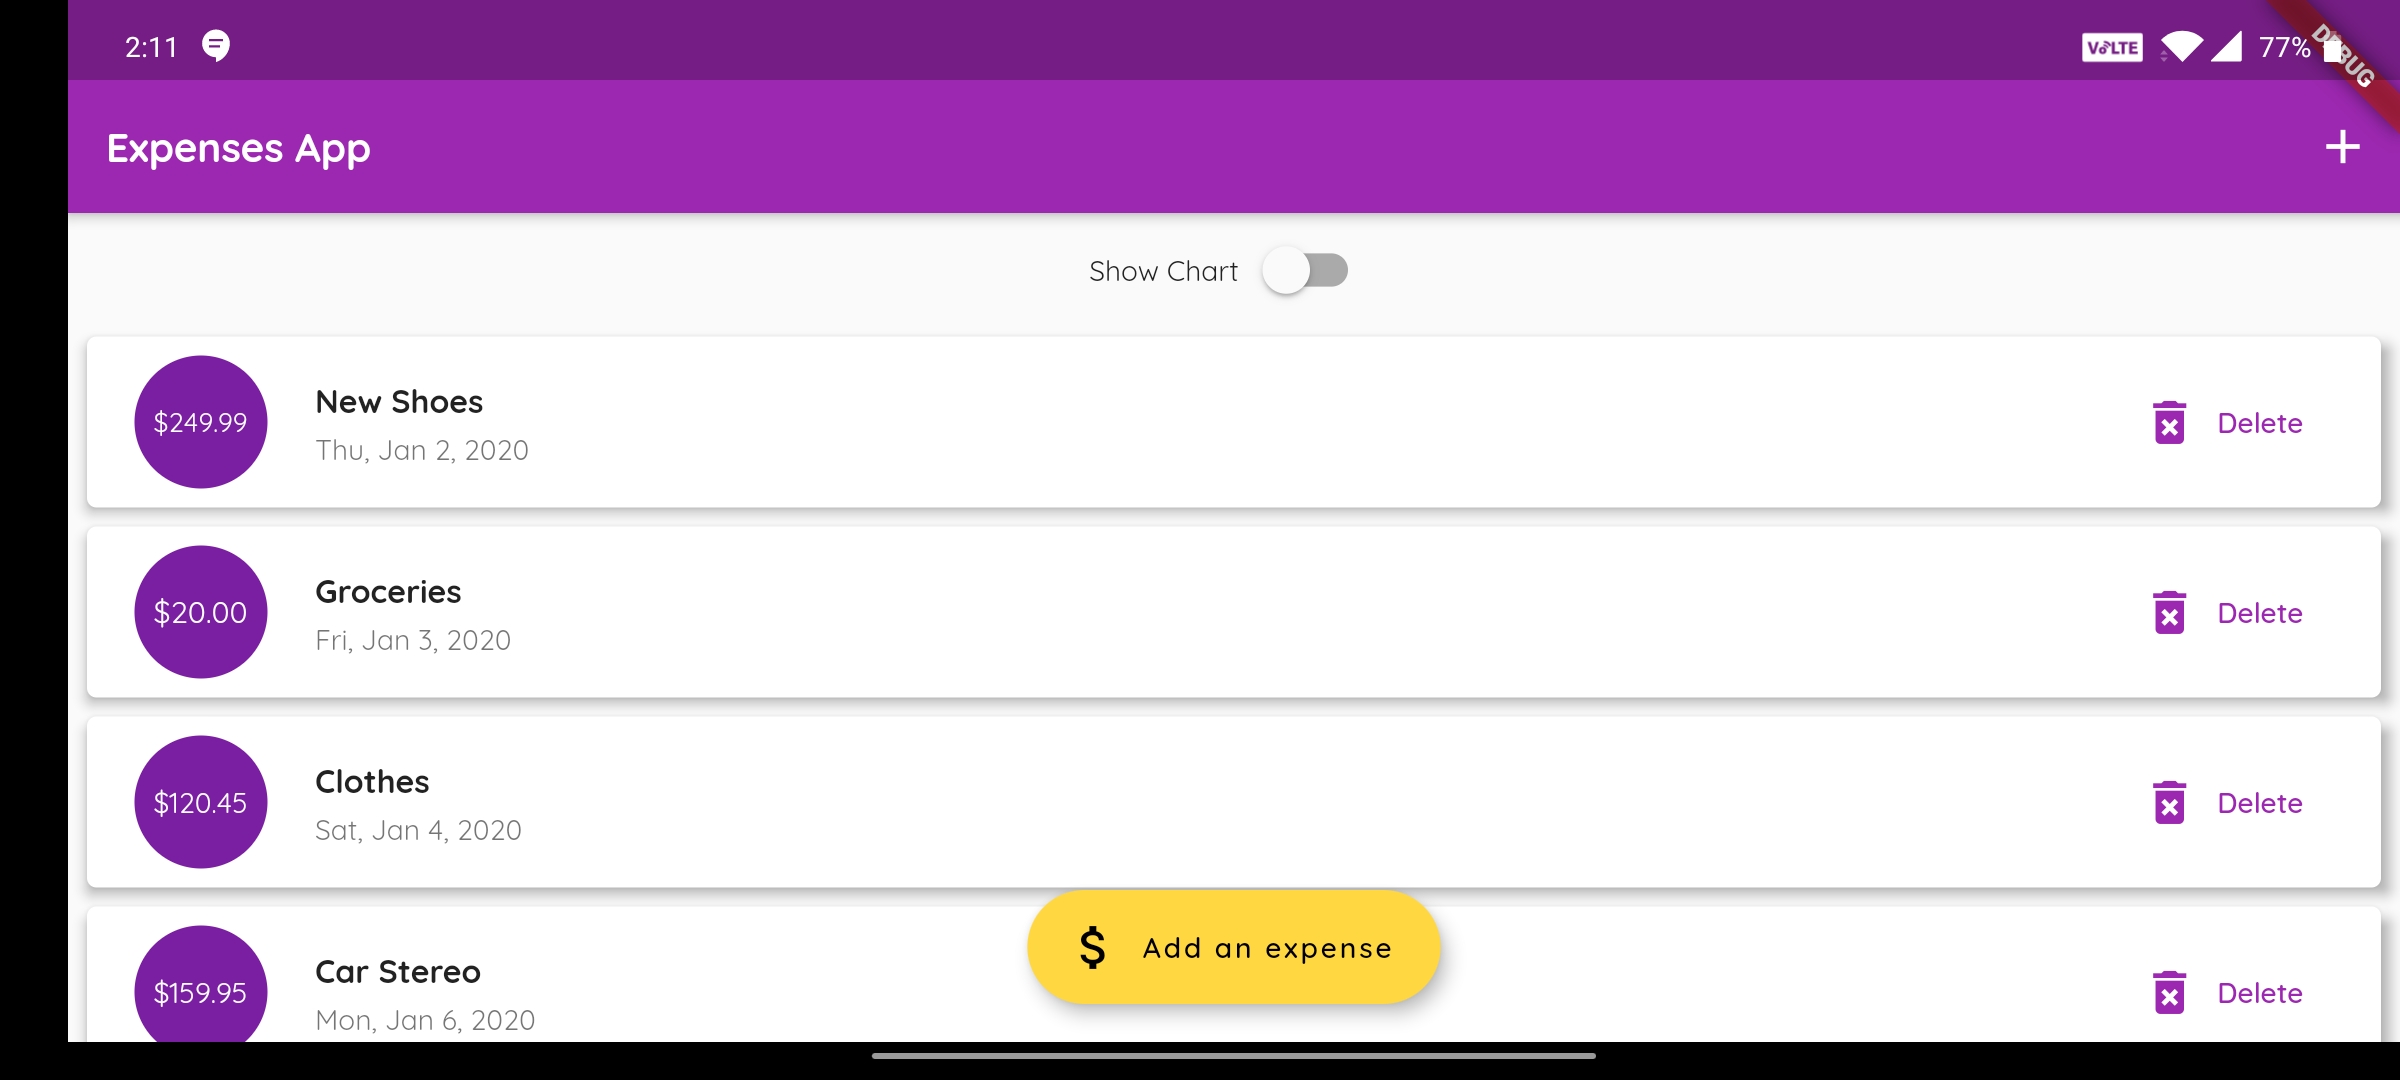 2:11
VoLTE
77%
DEBUG
Expenses App
+
Show Chart
$249.99
New Shoes
Thu, Jan 2, 2020
Delete
$20.00
Groceries
Fri, Jan 3, 2020
Delete
$120.45
Clothes
Sat, Jan 4, 2020
Delete
$159.95
Car Stereo
Mon, Jan 6, 2020
Delete
$ Add an expense